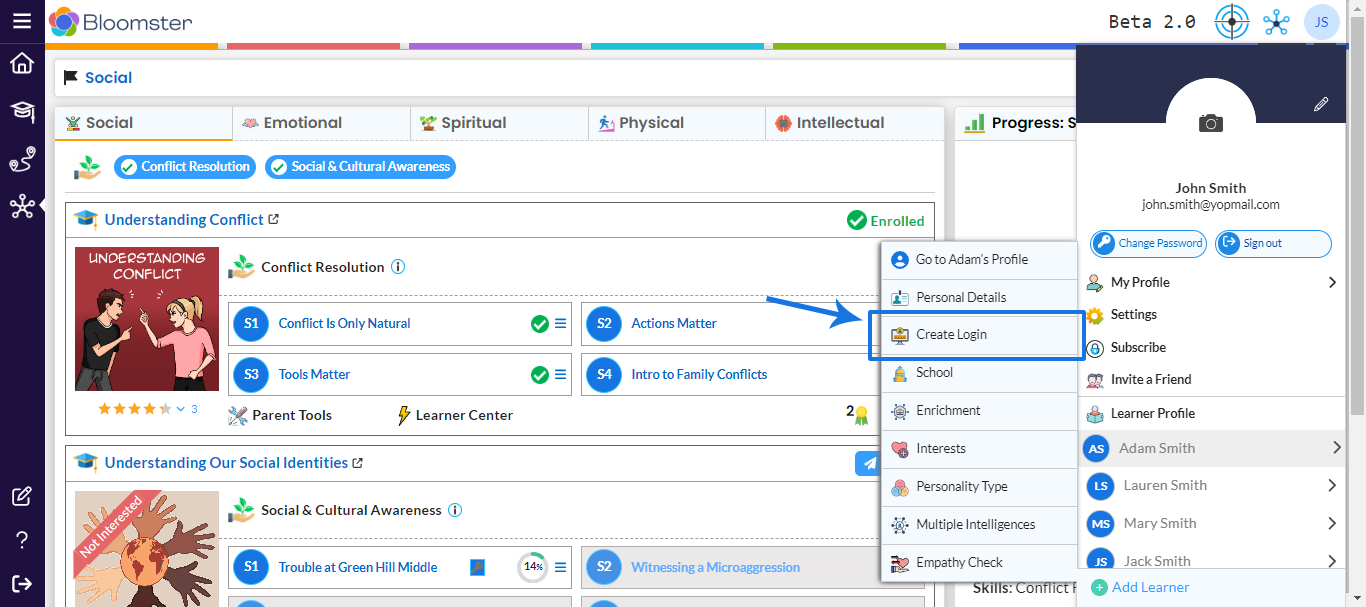 Bloomster
Beta 2.0
JS
Social
Social
Emotional
Spiritual
Physical
Intellectual
Conflict Resolution
Social & Cultural Awareness
Understanding Conflict
Enrolled
UNDERSTANDING
CONFLICT
Conflict Resolution
S1 Conflict Is Only Natural
S2 Actions Matter
S3 Tools Matter
S4 Intro to Family Conflicts
3
Parent Tools
Learner Center
2
Understanding Our Social Identities
Not Interested
Social & Cultural Awareness
S1 Trouble at Green Hill Middle
14%
S2 Witnessing a Microaggression
Progress: S
Skills: Conflict
Go to Adam's Profile
Personal Details
Create Login
School
Enrichment
Interests
Personality Type
Multiple Intelligences
Empathy Check
John Smith
john.smith@yopmail.com
Change Password
Sign out
My Profile
Settings
Subscribe
Invite a Friend
Learner Profile
AS Adam Smith
LS Lauren Smith
MS Mary Smith
JS Jack Smith
Add Learner